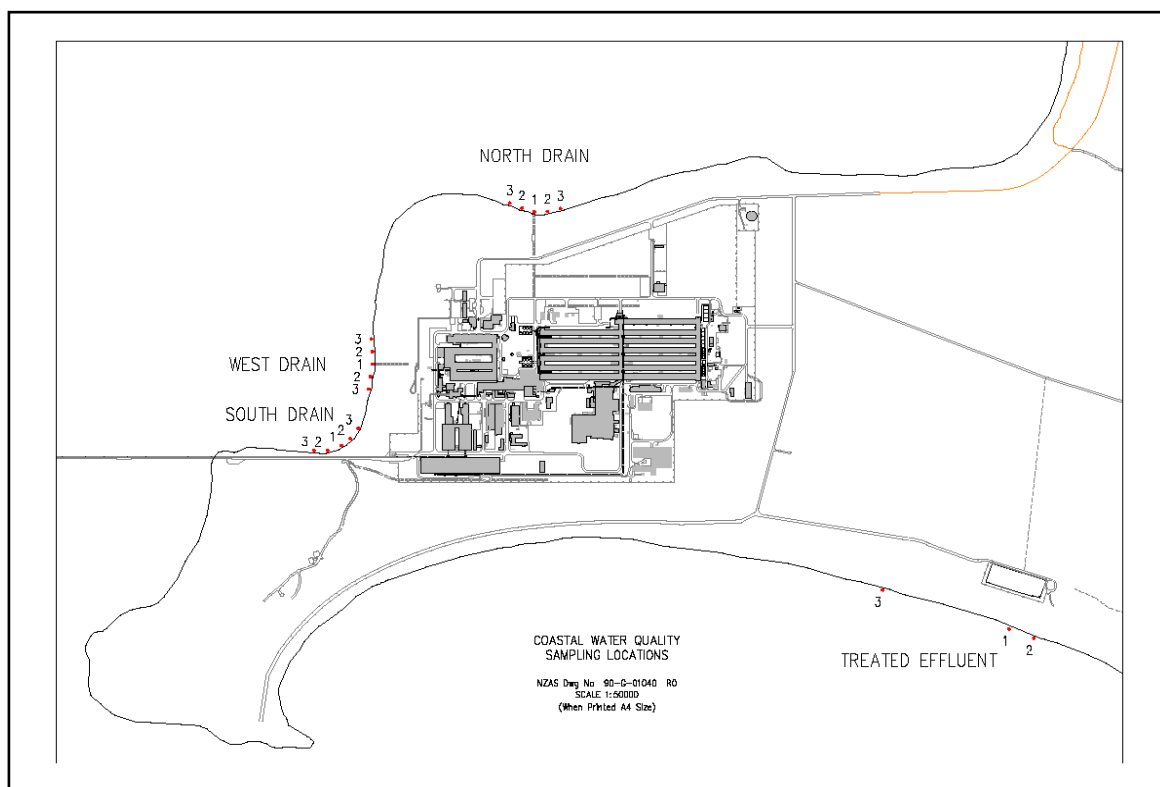 NORTH DRAIN
3 2 1 2 3
3
2
WEST DRAIN 1
2
3
SOUTH DRAIN 3
3 2 1 2
3
1
2
TREATED EFFLUENT
COASTAL WATER QUALITY
SAMPLING LOCATIONS
NZAS Dwg No 90-G-01040 R0
SCALE 1:50000
(When Printed A4 Size)